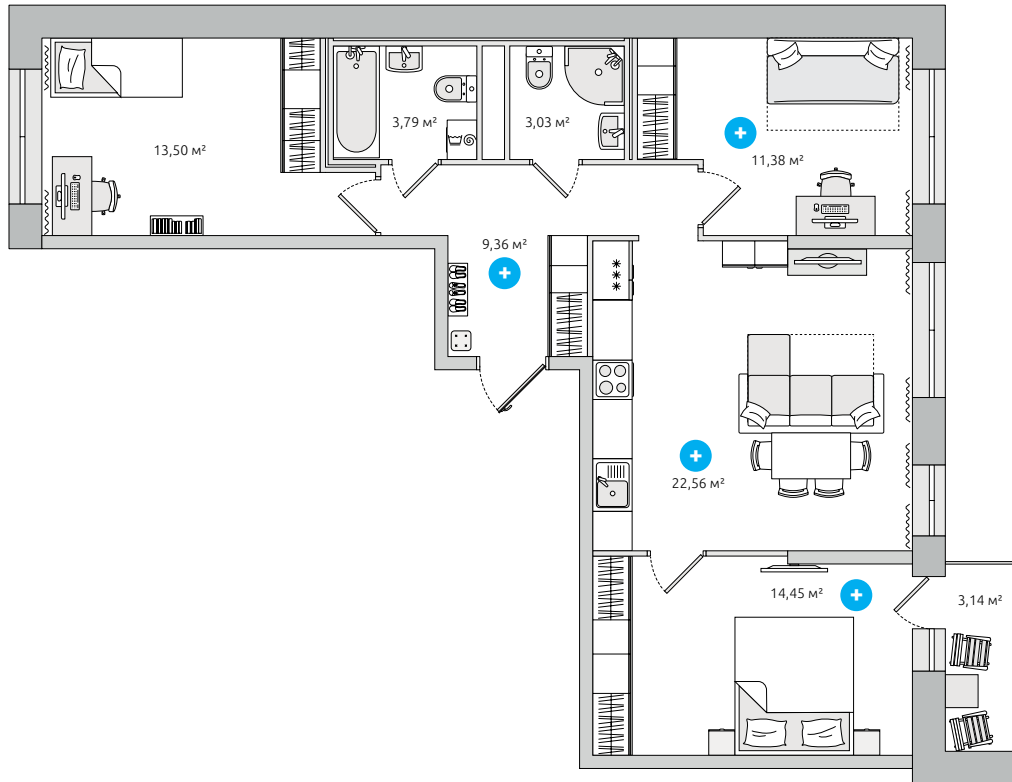 3,79 м²
3,03 м²
13,50 м²
11,38 м²
9,36 м²
22,56 м²
14,45 м²
3,14 м²